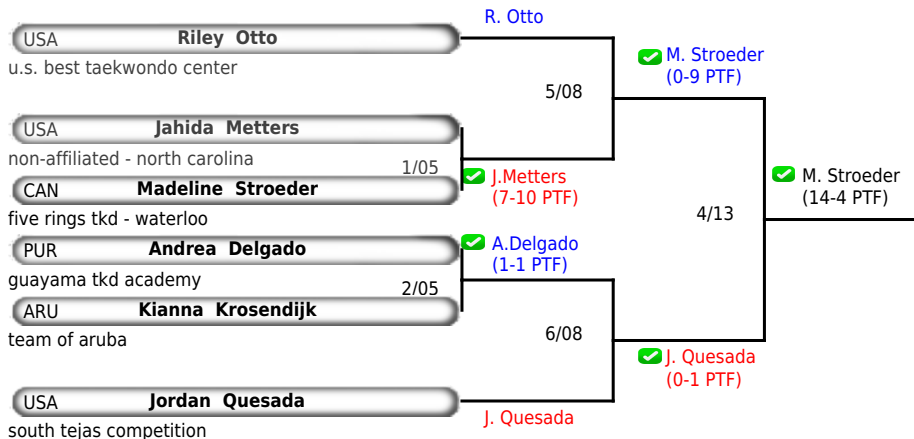 R. Otto
USA Riley Otto
u.s. best taekwondo center
M. Stroeder
(0-9 PTF)
5/08
USA Jahida Metters
non-affiliated - north carolina
1/05
J.Metters
(7-10 PTF)
CAN Madeline Stroeder
five rings tkd - waterloo
M. Stroeder
(14-4 PTF)
4/13
PUR Andrea Delgado
guayama tkd academy
A.Delgado
(1-1 PTF)
2/05
ARU Kianna Krosendijk
team of aruba
6/08
J. Quesada
(0-1 PTF)
USA Jordan Quesada
south tejas competition
J. Quesada